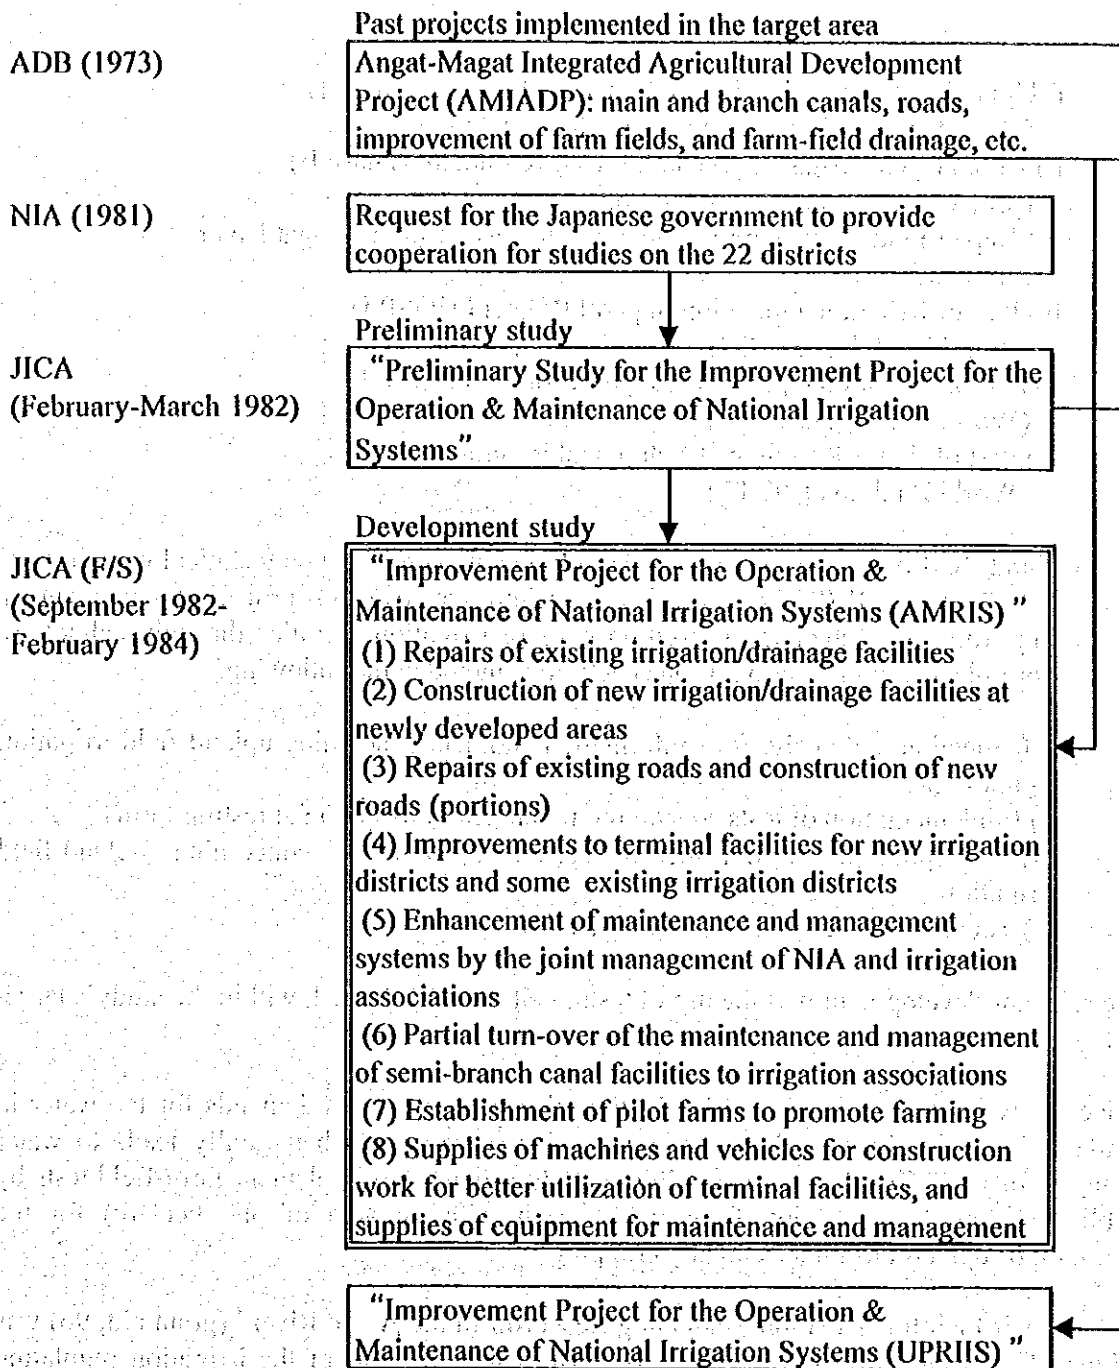 Past projects implemented in the target area
ADB (1973)
Angat-Magat Integrated Agricultural Development
Project (AMIADP): main and branch canals, roads,
improvement of farm fields, and farm-field drainage, etc.
NIA (1981)
Request for the Japanese government to provide
cooperation for studies on the 22 districts
Preliminary study
JICA
(February-March 1982)
“Preliminary Study for the Improvement Project for the
Operation & Maintenance of National Irrigation
Systems”
Development study
JICA (F/S)
(September 1982-
February 1984)
“Improvement Project for the Operation &
Maintenance of National Irrigation Systems (AMRIS) ”
(1) Repairs of existing irrigation/drainage facilities
(2) Construction of new irrigation/drainage facilities at
newly developed areas
(3) Repairs of existing roads and construction of new
roads (portions)
(4) Improvements to terminal facilities for new irrigation
districts and some existing irrigation districts
(5) Enhancement of maintenance and management
systems by the joint management of NIA and irrigation
associations
(6) Partial turn-over of the maintenance and management
of semi-branch canal facilities to irrigation associations
(7) Establishment of pilot farms to promote farming
(8) Supplies of machines and vehicles for construction
work for better utilization of terminal facilities, and
supplies of equipment for maintenance and management
“Improvement Project for the Operation &
Maintenance of National Irrigation Systems (UPRIIS) ”